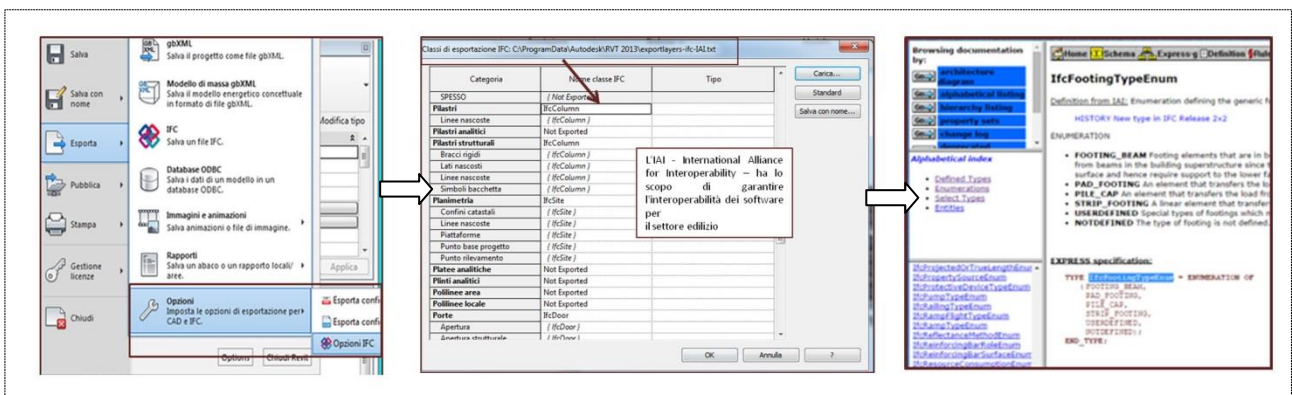 Salva
Salva con
nome
Esporta
Pubblica
Stampa
Gestione
licenze
Chiudi
gbXML
Salva il progetto come file gbXML.
Modello di massa gbXML
Salva il modello energetico concettuale
in formato di file gbXML.
IFC
Salva un file IFC.
Database ODBC
Salva i dati di un modello in un
database ODBC.
Immagini e animazioni
Salva animazioni o file di immagine.
Rapporti
Salva un abaco o un rapporto locali/
aree.
Opzioni
Imposta le opzioni di esportazione per
CAD e IFC.
Modifica tipo
Applica
Esporta confi
Esporta confi
Opzioni IFC
Options Chiudi Revit
Classi di esportazione IFC: C:\ProgramData\Autodesk\RVT 2013\exportlayers-ifc-IAI.txt
Categoria Nome classe IFC Tipo
SPESSO { Not Exported
Pilastri IfcColumn
Linee nascoste { IfcColumn }
Pilastri analitici Not Exported
Pilastri strutturali IfcColumn
Bracci rigidi { IfcColumn }
Lati nascosti { IfcColumn }
Linee nascoste { IfcColumn }
Simboli bacchetta { IfcColumn }
Planimetria IfcSite
Confini catastali { IfcSite }
Linee nascoste { IfcSite }
Piattaforme { IfcSite }
Punto base progetto { IfcSite }
Punto rilevamento { IfcSite }
Platee analitiche Not Exported
Plinti analitici Not Exported
Polilinee area Not Exported
Polilinee locale Not Exported
Porte IfcDoor
Apertura { IfcDoor }
Apertura strutturale { IfcDoor }
Carica...
Standard
Salva con nome...
L'IAI - International Alliance
for Interoperability – ha lo
scopo di garantire
l'interoperabilità dei software
per
il settore edilizio
OK Annulla ?
Browsing documentation
by:
architecture
diagram
alphabetical listing
hierarchy listing
property sets
change log
Alphabetical index
Defined Types
Enumerations
Select Types
Entities
IfcProjectedOrTrueLengthEnum
IfcPropertySourceEnum
IfcProtectiveDeviceTypeEnum
IfcPumpTypeEnum
IfcRailingTypeEnum
IfcRampFlightTypeEnum
IfcRampTypeEnum
IfcReflectanceMethodEnum
IfcReinforcingBarRoleEnum
IfcReinforcingBarSurfaceEnum
IfcResourceConsumptionEnum
Home Schema Express-g Definition Rule
IfcFootingTypeEnum
Definition from IAI: Enumeration defining the generic f
HISTORY New type in IFC Release 2x2
ENUMERATION
FOOTING_BEAM Footing elements that are in b
from beams in the building superstructure since t
surface and hence require support to the lower fa
PAD_FOOTING An element that transfers the lo
PILE_CAP An element that transfers the load fro
STRIP_FOOTING A linear element that transfer
USERDEFINED Special types of footings which m
NOTDEFINED The type of footing is not defined.
EXPRESS specification:
TYPE IfcFootingTypeEnum = ENUMERATION OF
(FOOTING_BEAM,
PAD_FOOTING,
PILE_CAP,
STRIP_FOOTING,
USERDEFINED,
NOTDEFINED);
END_TYPE;